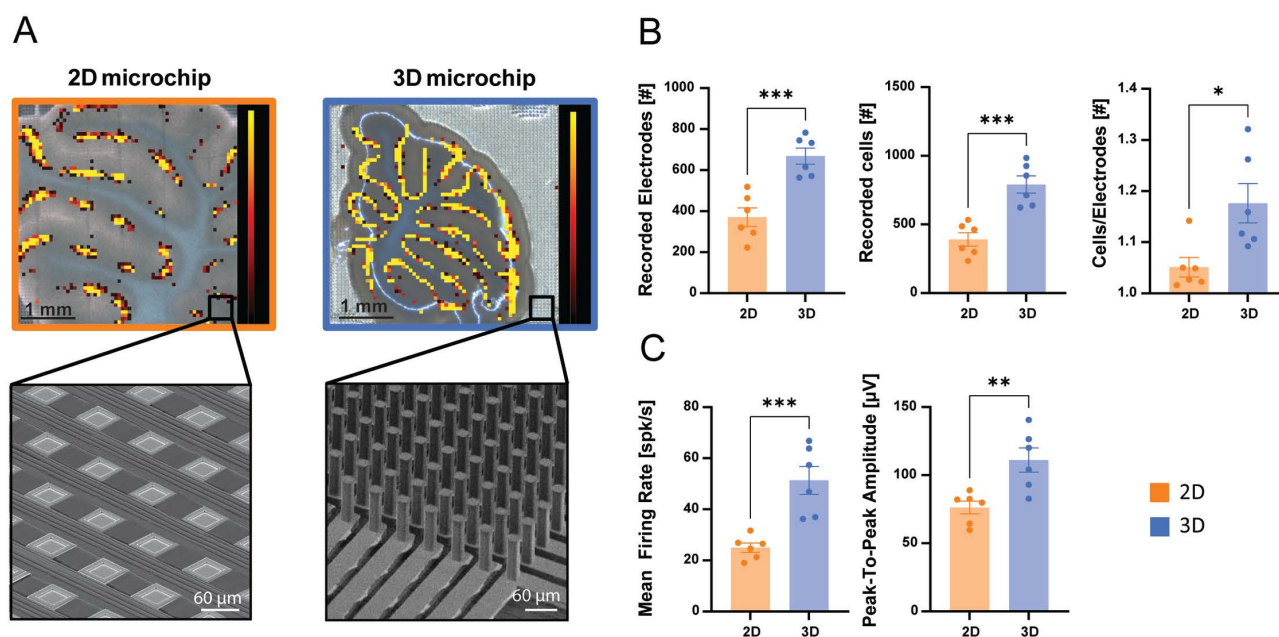 A
2D microchip
3D microchip
1 mm
1 mm
60 µm
60 µm
B
Recorded Electrodes [#]
1000
800
600
400
200
0
***
2D
3D
Recorded cells [#]
1500
1000
500
0
***
2D
3D
Cells/Electrodes [#]
1.4
1.3
1.2
1.1
1.0
*
2D
3D
C
Mean Firing Rate [spk/s]
80
60
40
20
0
***
2D
3D
Peak-To-Peak Amplitude [µV]
150
100
50
0
**
2D
3D
2D
3D